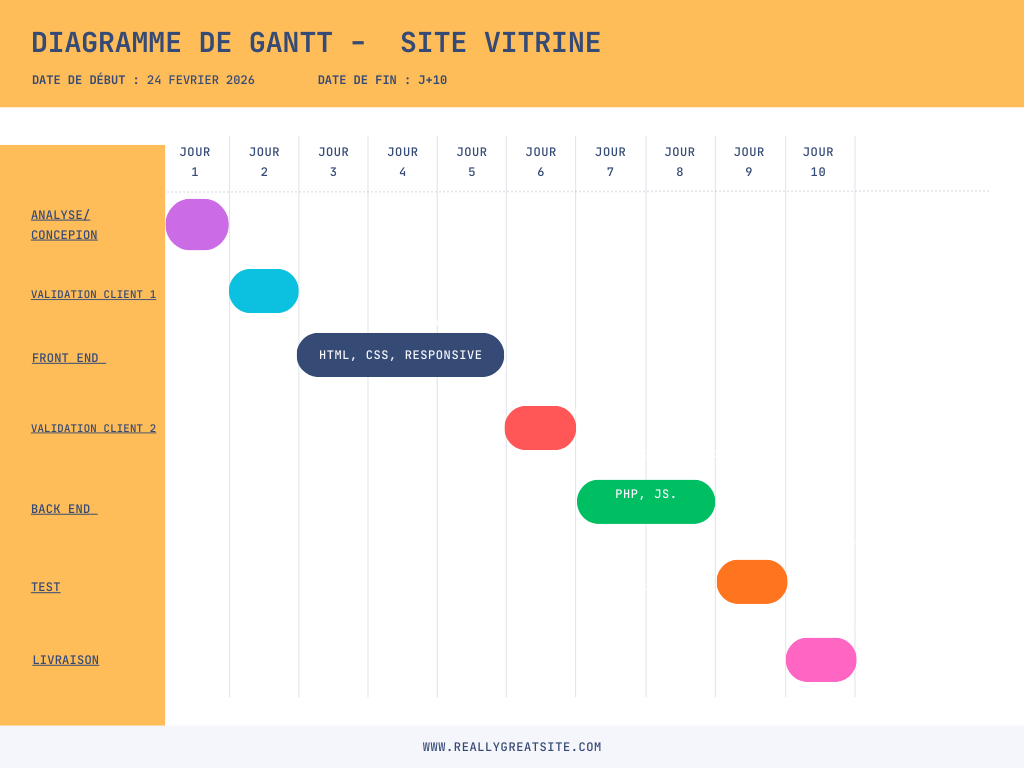 DIAGRAMME DE GANTT - SITE VITRINE
DATE DE DÉBUT : 24 FEVRIER 2026 DATE DE FIN : J+10
JOUR JOUR JOUR JOUR JOUR JOUR JOUR JOUR JOUR JOUR
1 2 3 4 5 6 7 8 9 10
ANALYSE/
CONCEPION
VALIDATION CLIENT 1
FRONT END
HTML, CSS, RESPONSIVE
VALIDATION CLIENT 2
BACK END
PHP, JS.
TEST
LIVRAISON
WWW.REALLYGREATSITE.COM